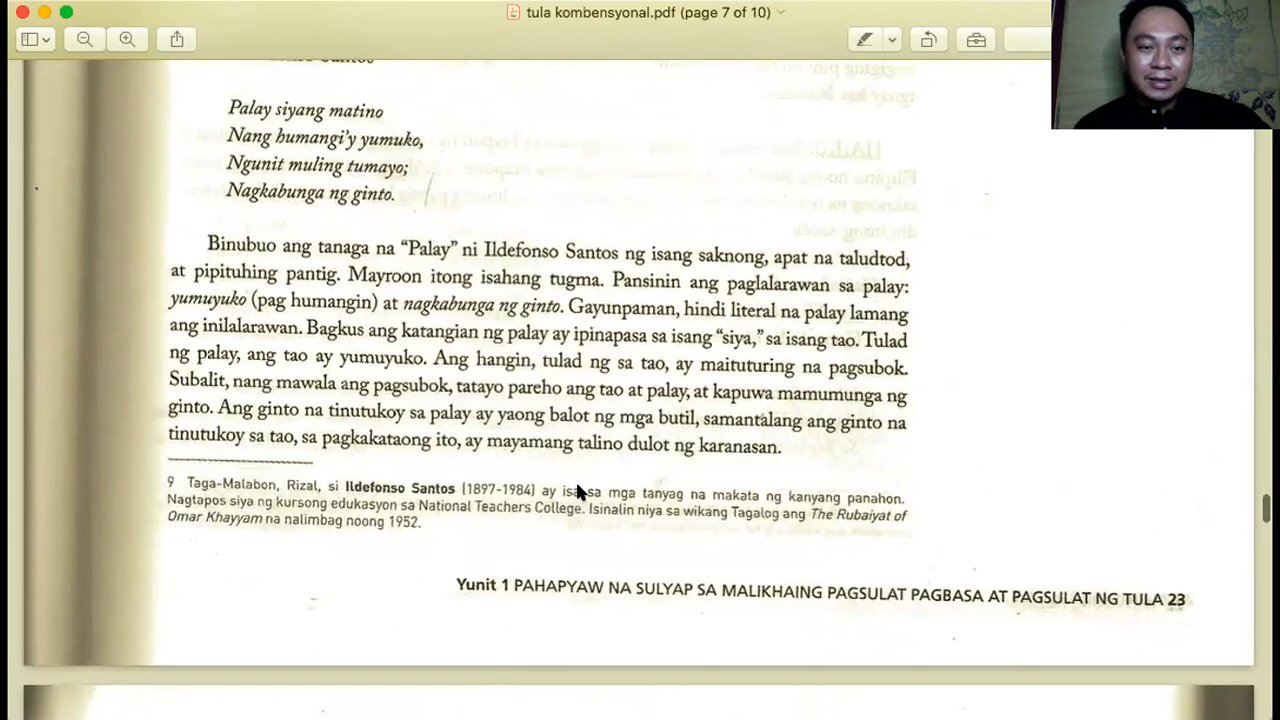 tula kombensyonal.pdf (page 7 of 10)
Palay siyang matino
Nang humangi'y yumuko,
Ngunit muling tumayo;
Nagkabunga ng ginto.
Binubuo ang tanaga na “Palay” ni Ildefonso Santos ng isang saknong, apat na taludtod,
at pipituhing pantig. Mayroon itong isahang tugma. Pansinin ang paglalarawan sa palay:
yumuyuko (pag humangin) at nagkabunga ng ginto. Gayunpaman, hindi literal na palay lamang
ang inilalarawan. Bagkus ang katangian ng palay ay ipinapasa sa isang “siya,” sa isang tao. Tulad
ng palay, ang tao ay yumuyuko. Ang hangin, tulad ng sa tao, ay maituturing na pagsubok.
Subalit, nang mawala ang pagsubok, tatayo pareho ang tao at palay, at kapuwa mamumunga ng
ginto. Ang ginto na tinutukoy sa palay ay yaong balot ng mga butil, samantalang ang ginto na
tinutukoy sa tao, sa pagkakataong ito, ay mayamang talino dulot ng karanasan.
9 Taga-Malabon, Rizal, si Ildefonso Santos (1897-1984) ay isa sa mga tanyag na makata ng kanyang panahon.
Nagtapos siya ng kursong edukasyon sa National Teachers College. Isinalin niya sa wikang Tagalog ang The Rubaiyat of
Omar Khayyam na nalimbag noong 1952.
Yunit 1 PAHAPYAW NA SULYAP SA MALIKHAING PAGSULAT PAGBASA AT PAGSULAT NG TULA 23